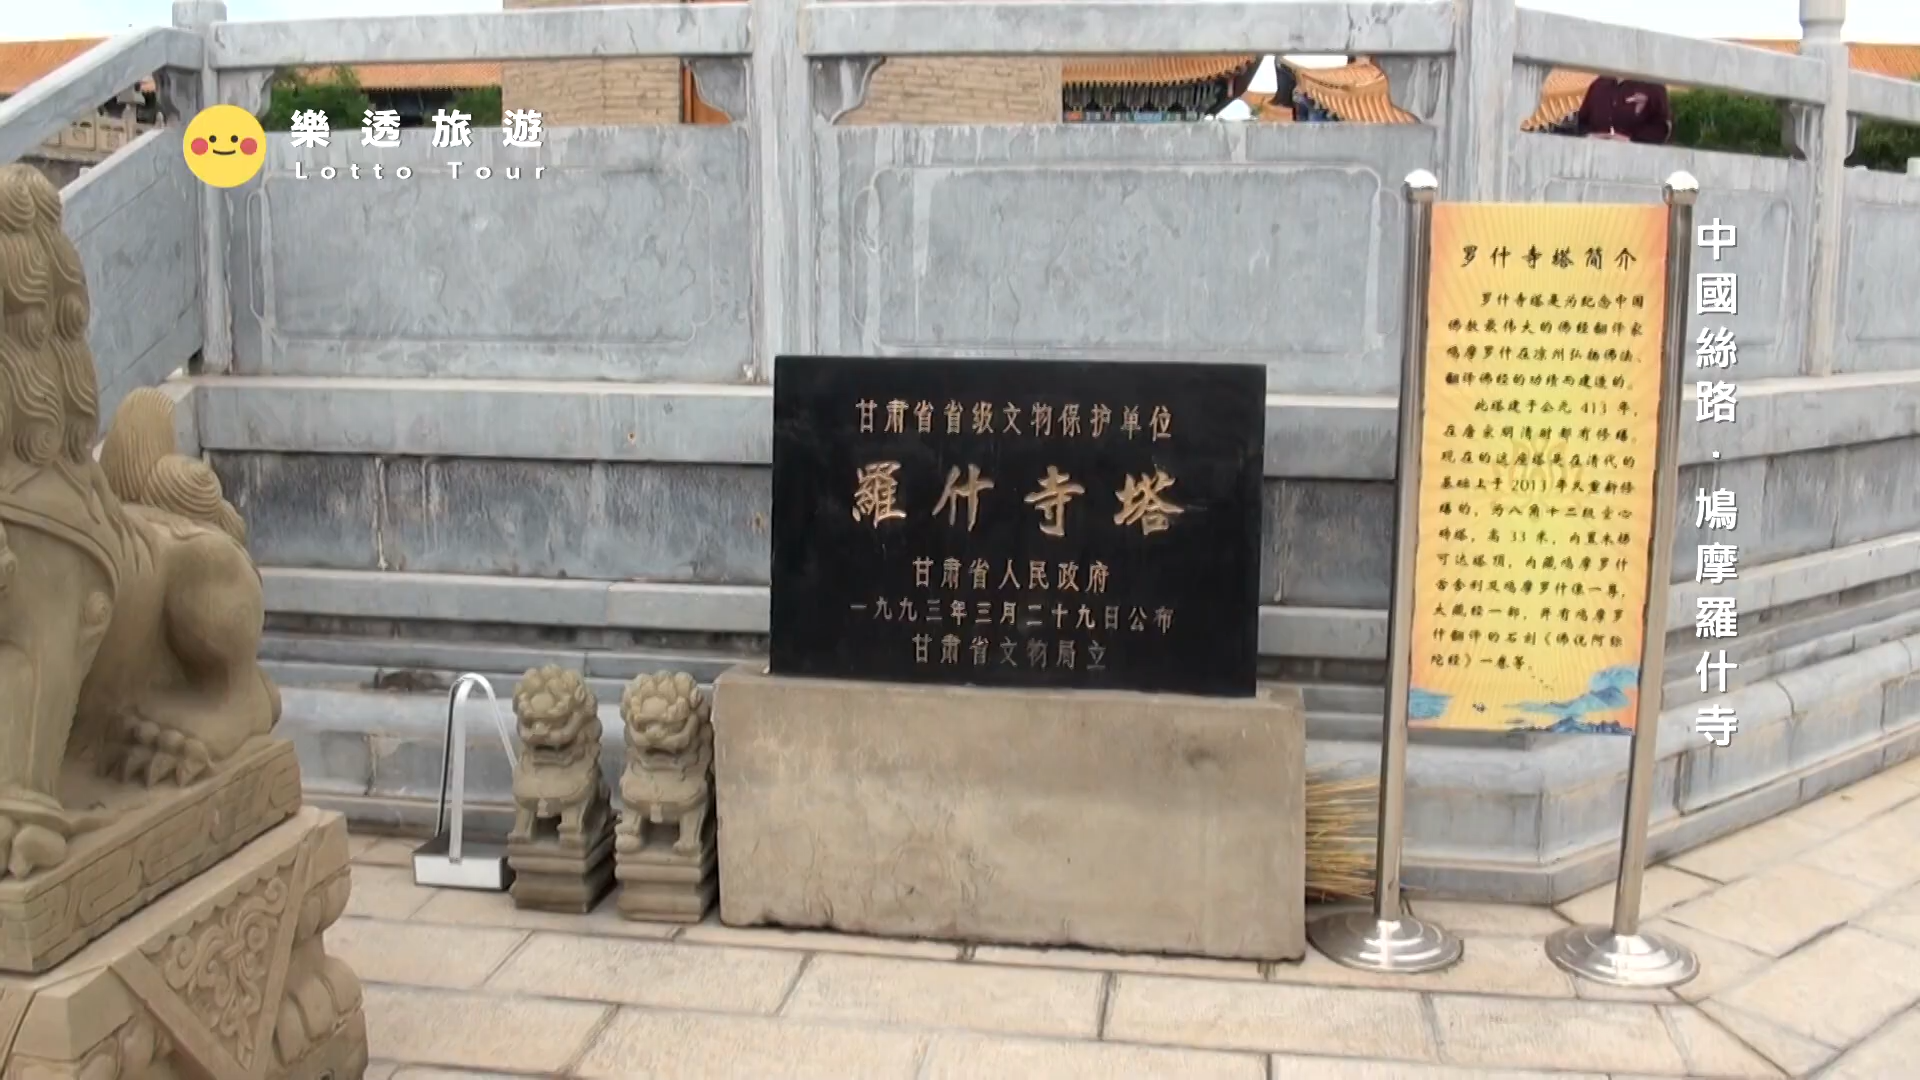 樂透旅遊
Lotto Tour
甘肃省省级文物保护单位
羅什寺塔
甘肃省人民政府
一九九三年三月二十九日公布
甘肃省文物局立
罗什寺塔简介
罗什寺塔是为纪念中国
佛教最伟大的佛经翻译家
鸠摩罗什在凉州弘扬佛法、
翻译佛经的功绩而建造的。
此塔建于公元 413 年，
在唐宋明清时都有修缮。
现在的这座塔是在清代的
基础上于 2013 年又重新修
缮的，为八角十二级空心
砖塔，高 33 米，内置木梯
可达塔顶，内藏鸠摩罗什
舌舍利及鸠摩罗什像一尊，
大藏经一部，并有鸠摩罗
什翻译的石刻《佛说阿弥
陀经》一卷等。
中國絲路．鳩摩羅什寺